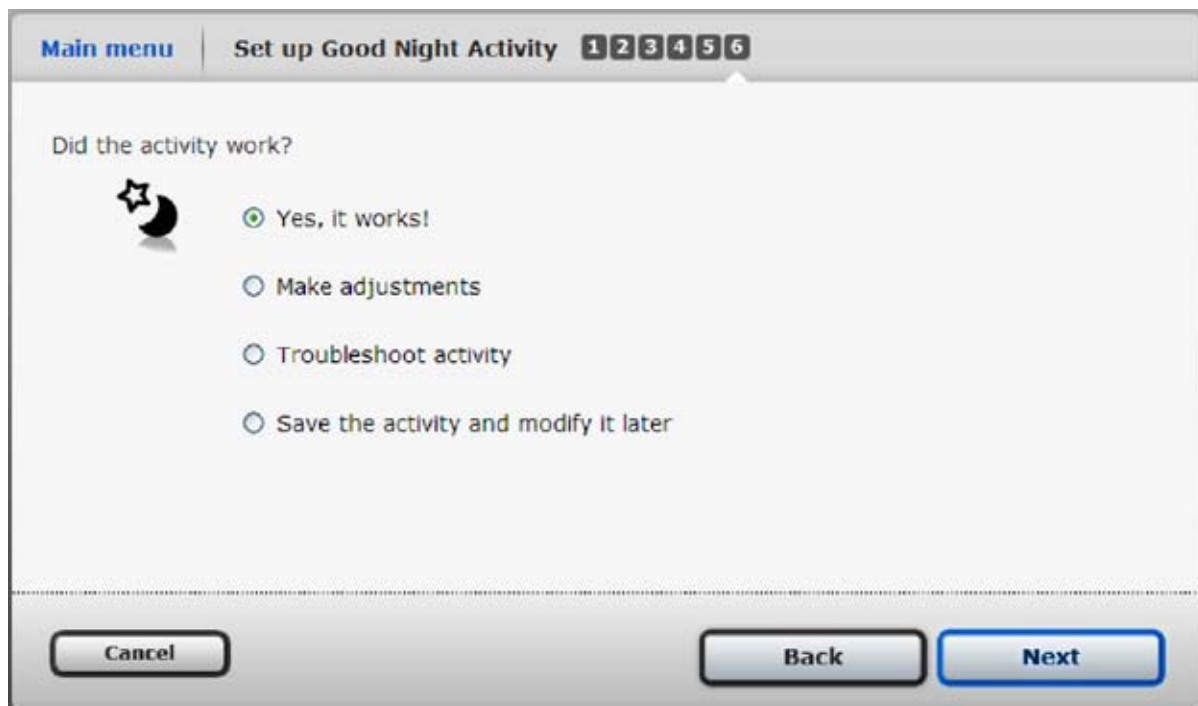 Main menu Set up Good Night Activity 1 2 3 4 5 6
Did the activity work?
Yes, it works!
Make adjustments
Troubleshoot activity
Save the activity and modify it later
Cancel Back Next